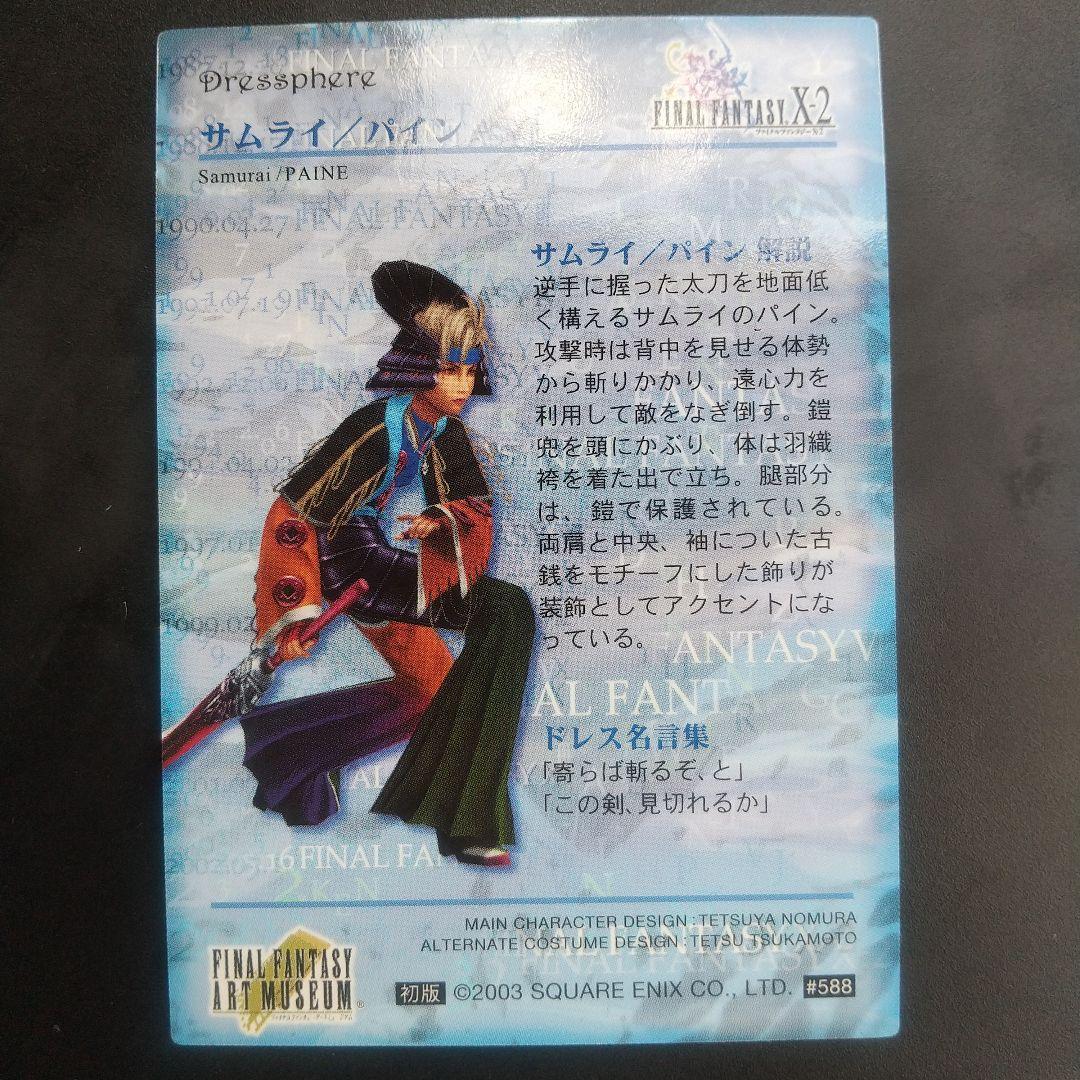 Dressphere
FINAL FANTASY X-2
サムライ／パイン
Samurai/PAINE
サムライ／パイン 解説
逆手に握った太刀を地面低
く構えるサムライのパイン。
攻撃時は背中を見せる体勢
から斬りかかり、遠心力を
利用して敵をなぎ倒す。鎧
兜を頭にかぶり、体は羽織
袴を着た出で立ち。腿部分
は、鎧で保護されている。
両肩と中央、袖についた古
銭をモチーフにした飾りが
装飾としてアクセントにな
っている。
ドレス名言集
「寄らば斬るぞ、と」
「この剣、見切れるか」
MAIN CHARACTER DESIGN : TETSUYA NOMURA
ALTERNATE COSTUME DESIGN : TETSU TSUKAMOTO
FINAL FANTASY
ART MUSEUM®
初版 ©2003 SQUARE ENIX CO., LTD. #588